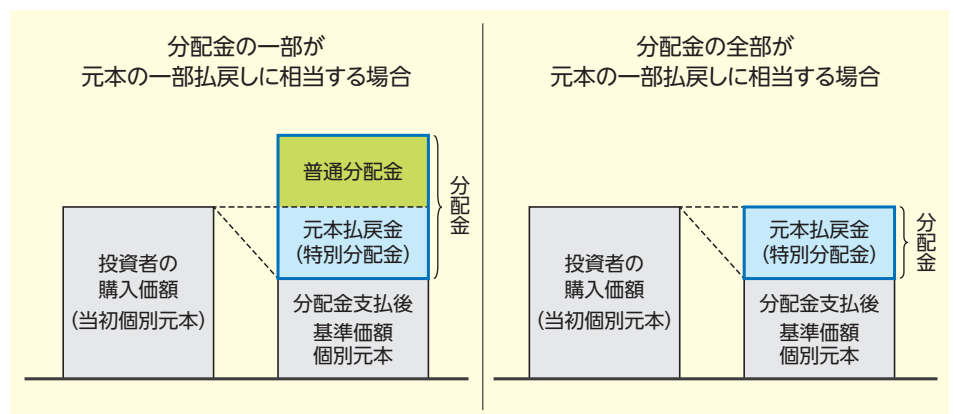 分配金の一部が
元本の一部払戻しに相当する場合
普通分配金
元本払戻金
(特別分配金)
分配金
投資者の
購入価額
(当初個別元本)
分配金支払後
基準価額
個別元本
分配金の全部が
元本の一部払戻しに相当する場合
元本払戻金
(特別分配金)
分配金
投資者の
購入価額
(当初個別元本)
分配金支払後
基準価額
個別元本